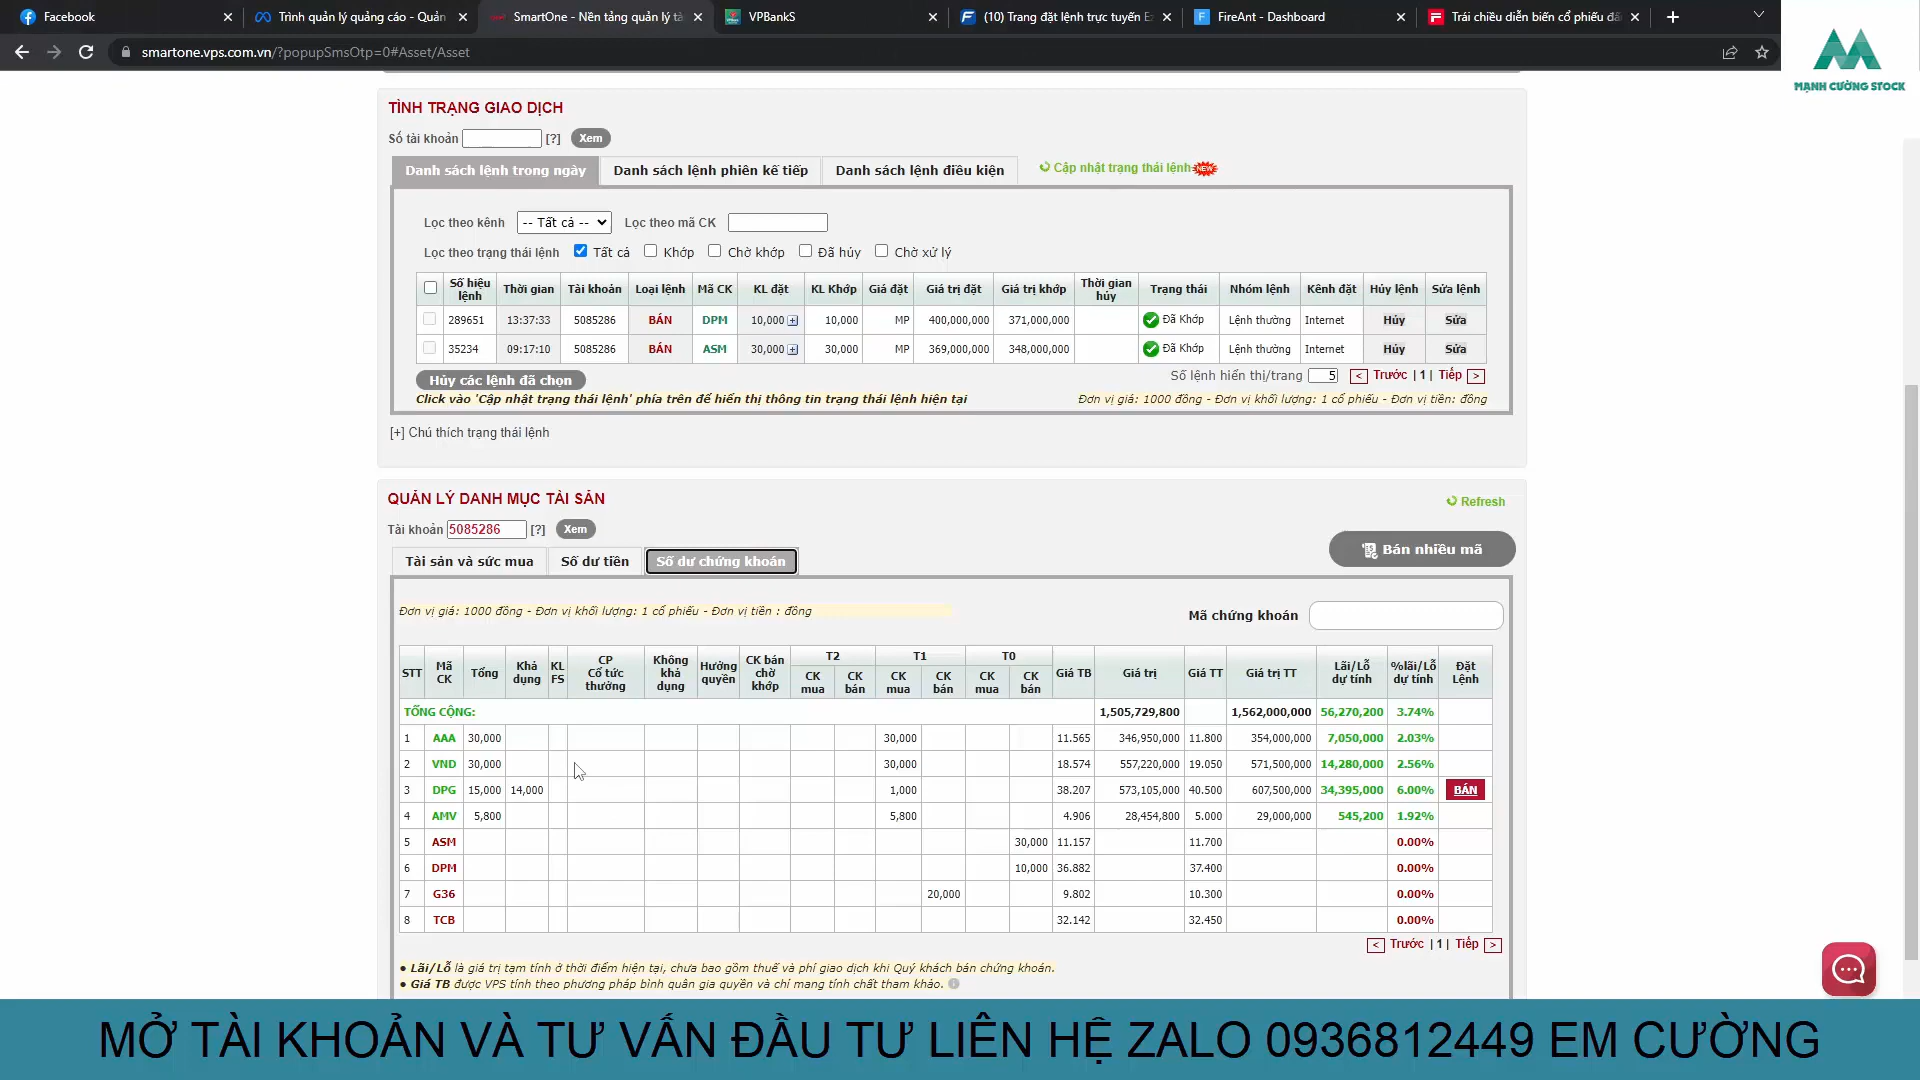 Facebook
Trình quản lý quảng cáo - Quản
SmartOne - Nền tảng quản lý tà
VPBankS
(10) Trang đặt lệnh trực tuyến E
FireAnt - Dashboard
Trái chiều diễn biến cổ phiếu đấ
smartone.vps.com.vn/?popupSmsOtp=0#Asset/Asset
MẠNH CƯỜNG STOCK
TÌNH TRẠNG GIAO DỊCH
Số tài khoản [?] Xem
Danh sách lệnh trong ngày Danh sách lệnh phiên kế tiếp Danh sách lệnh điều kiện Cập nhật trạng thái lệnh NEW
Lọc theo kênh -- Tất cả -- Lọc theo mã CK
Lọc theo trạng thái lệnh Tất cả Khớp Chờ khớp Đã hủy Chờ xử lý
Số hiệu lệnh Thời gian Tài khoản Loại lệnh Mã CK KL đặt KL Khớp Giá đặt Giá trị đặt Giá trị khớp Thời gian hủy Trạng thái Nhóm lệnh Kênh đặt Hủy lệnh Sửa lệnh
289651 13:37:33 5085286 BÁN DPM 10,000 10,000 MP 400,000,000 371,000,000 Đã Khớp Lệnh thường Internet Hủy Sửa
35234 09:17:10 5085286 BÁN ASM 30,000 30,000 MP 369,000,000 348,000,000 Đã Khớp Lệnh thường Internet Hủy Sửa
Hủy các lệnh đã chọn Số lệnh hiển thị/trang 5 < Trước | 1 | Tiếp >
Click vào 'Cập nhật trạng thái lệnh' phía trên để hiển thị thông tin trạng thái lệnh hiện tại Đơn vị giá: 1000 đồng - Đơn vị khối lượng: 1 cổ phiếu - Đơn vị tiền: đồng
[+] Chú thích trạng thái lệnh
QUẢN LÝ DANH MỤC TÀI SẢN
Refresh
Tài khoản 5085286 [?] Xem
Bán nhiều mã
Tài sản và sức mua Số dư tiền Số dư chứng khoán
Đơn vị giá: 1000 đồng - Đơn vị khối lượng: 1 cổ phiếu - Đơn vị tiền : đồng
Mã chứng khoán
STT Mã CK Tổng Khả dụng KL FS CP Cổ tức thưởng Không khả dụng Hưởng quyền CK bán chờ khớp T2 CK mua CK bán T1 CK mua CK bán T0 CK mua CK bán Giá TB Giá trị Giá TT Giá trị TT Lãi/Lỗ dự tính %lãi/Lỗ dự tính Đặt Lệnh
TỔNG CỘNG: 1,505,729,800 1,562,000,000 56,270,200 3.74%
1 AAA 30,000 30,000 11.565 346,950,000 11.800 354,000,000 7,050,000 2.03%
2 VND 30,000 30,000 18.574 557,220,000 19.050 571,500,000 14,280,000 2.56%
3 DPG 15,000 14,000 1,000 38.207 573,105,000 40.500 607,500,000 34,395,000 6.00% BÁN
4 AMV 5,800 5,800 4.906 28,454,800 5.000 29,000,000 545,200 1.92%
5 ASM 30,000 11.157 11.700 0.00%
6 DPM 10,000 36.882 37.400 0.00%
7 G36 20,000 9.802 10.300 0.00%
8 TCB 32.142 32.450 0.00%
< Trước | 1 | Tiếp >
• Lãi/Lỗ là giá trị tạm tính ở thời điểm hiện tại, chưa bao gồm thuế và phí giao dịch khi Quý khách bán chứng khoán.
• Giá TB được VPS tính theo phương pháp bình quân gia quyền và chỉ mang tính chất tham khảo.
MỞ TÀI KHOẢN VÀ TƯ VẤN ĐẦU TƯ LIÊN HỆ ZALO 0936812449 EM CƯỜNG